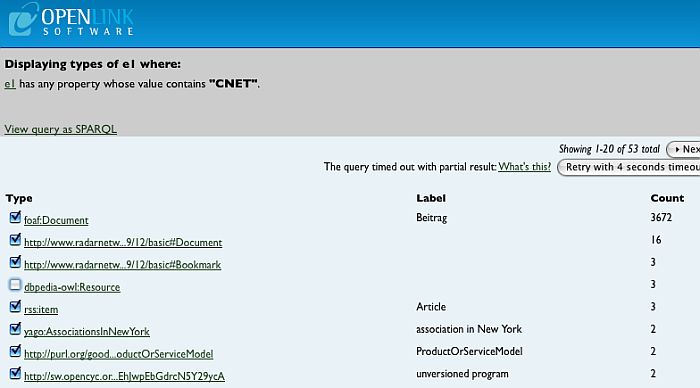 OPENLINK
SOFTWARE
Displaying types of e1 where:
e1 has any property whose value contains "CNET".
View query as SPARQL
Showing 1-20 of 53 total
The query timed out with partial result: What's this? Retry with 4 seconds timeou
Type Label Count
foaf:Document Beitrag 3672
http://www.radarnetw...9/12/basic#Document 16
http://www.radarnetw...9/12/basic#Bookmark 3
dbpedia-owl:Resource 3
rss:item Article 3
yago:AssociationsInNewYork association in New York 2
http://purl.org/good...oductOrServiceModel ProductOrServiceModel 2
http://sw.opencyc.or...EhJwpEbGdrcN5Y29ycA unversioned program 2